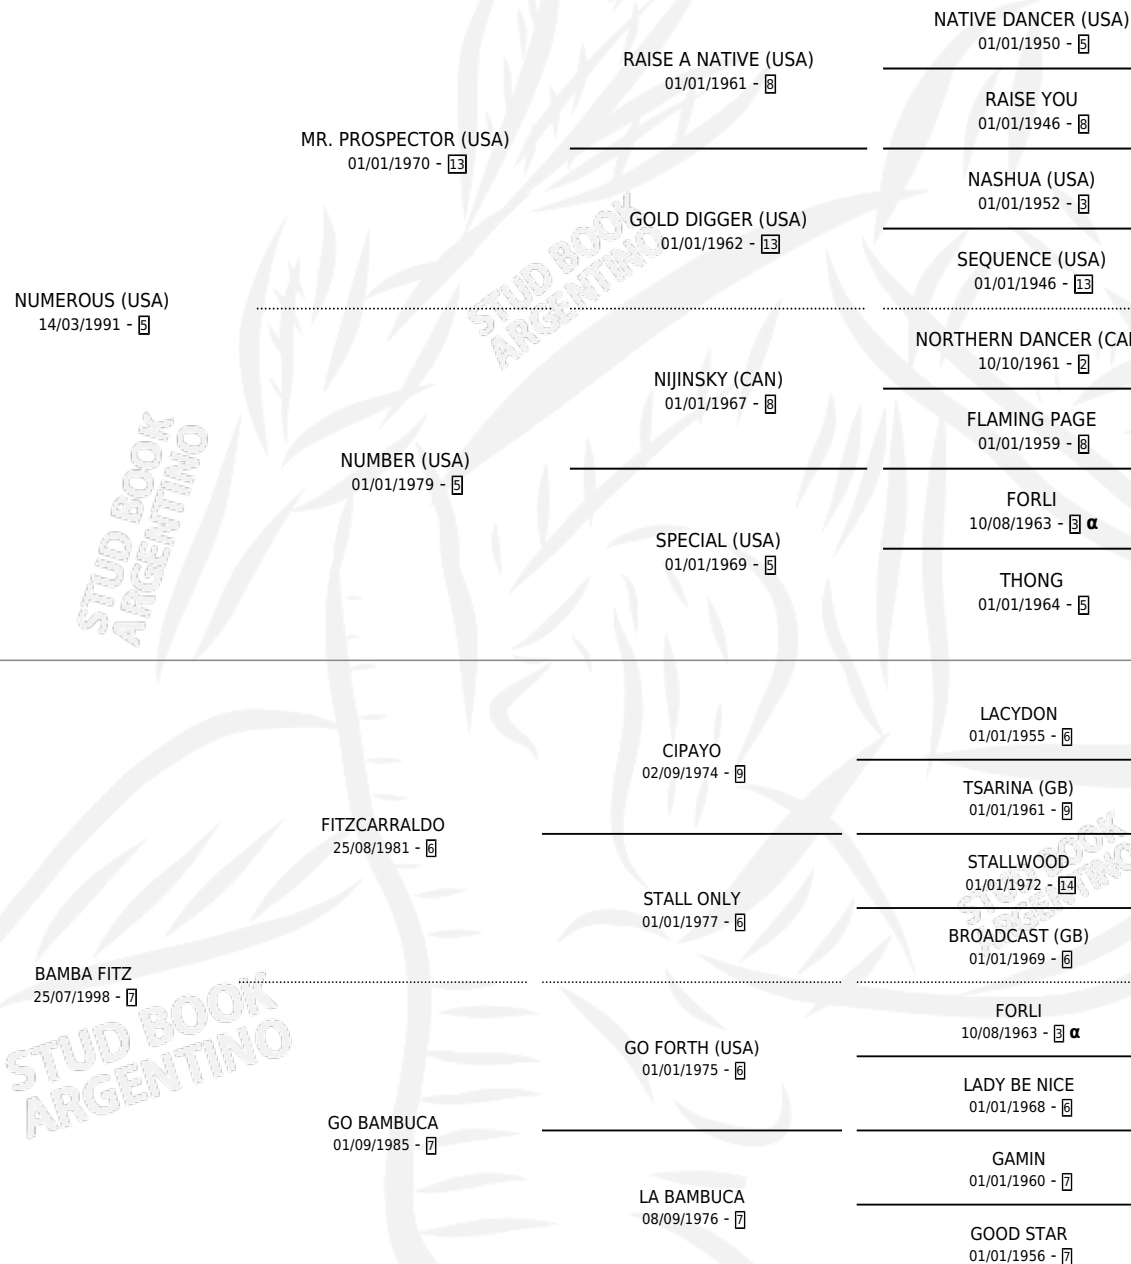 NATIVE DANCER (USA)
01/01/1950 - 5
RAISE A NATIVE (USA)
01/01/1961 - 8
RAISE YOU
01/01/1946 - 8
MR. PROSPECTOR (USA)
01/01/1970 - 13
NASHUA (USA)
01/01/1952 - 3
GOLD DIGGER (USA)
01/01/1962 - 13
SEQUENCE (USA)
01/01/1946 - 13
STUD BOOK
ARGENTINO
NUMEROUS (USA)
14/03/1991 - 5
NORTHERN DANCER (CAN
10/10/1961 - 2
NIJINSKY (CAN)
01/01/1967 - 8
FLAMING PAGE
01/01/1959 - 8
NUMBER (USA)
01/01/1979 - 5
FORLI
10/08/1963 - 3 α
SPECIAL (USA)
01/01/1969 - 5
THONG
01/01/1964 - 5
STUD BOOK
ARGENTINO
LACYDON
01/01/1955 - 6
CIPAYO
02/09/1974 - 9
TSARINA (GB)
01/01/1961 - 9
FITZCARRALDO
25/08/1981 - 6
STALLWOOD
01/01/1972 - 14
STALL ONLY
01/01/1977 - 6
BROADCAST (GB)
01/01/1969 - 6
STUD BOOK
ARGENTINO
BAMBA FITZ
25/07/1998 - 7
FORLI
10/08/1963 - 3 α
GO FORTH (USA)
01/01/1975 - 6
LADY BE NICE
01/01/1968 - 6
STUD BOOK
ARGENTINO
GO BAMBUCA
01/09/1985 - 7
GAMIN
01/01/1960 - 7
LA BAMBUCA
08/09/1976 - 7
GOOD STAR
01/01/1956 - 7